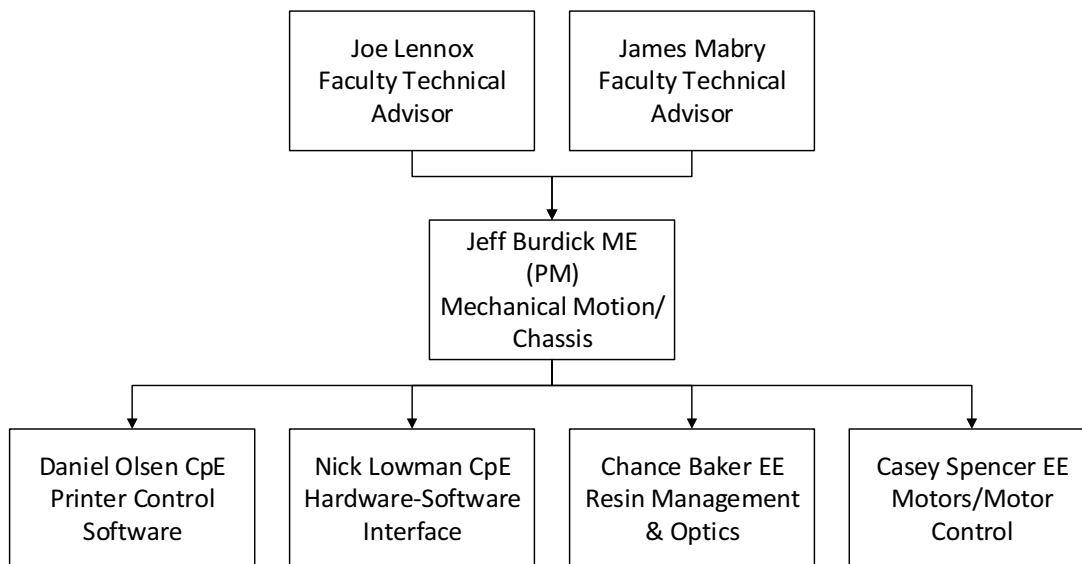 Joe Lennox
Faculty Technical
Advisor
James Mabry
Faculty Technical
Advisor
Jeff Burdick ME
(PM)
Mechanical Motion/
Chassis
Daniel Olsen CpE
Printer Control
Software
Nick Lowman CpE
Hardware-Software
Interface
Chance Baker EE
Resin Management
& Optics
Casey Spencer EE
Motors/Motor
Control